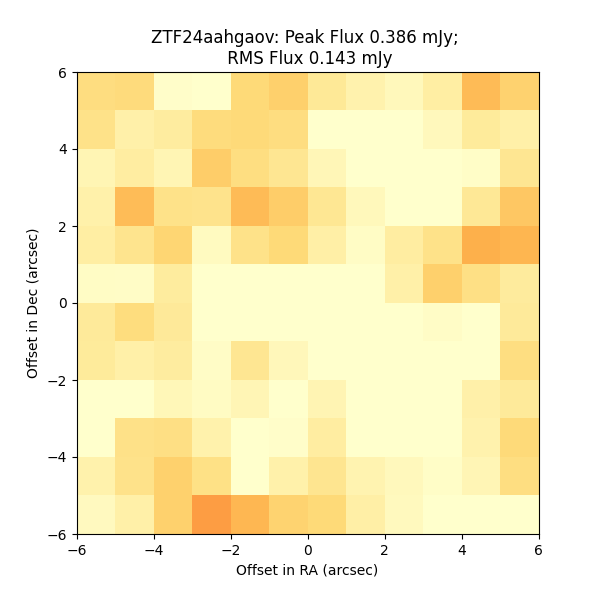 ZTF24aahgaov: Peak Flux 0.386 mJy;
RMS Flux 0.143 mJy
6
4
2
0
−2
−4
−6
Offset in Dec (arcsec)
−6 −4 −2 0 2 4 6
Offset in RA (arcsec)